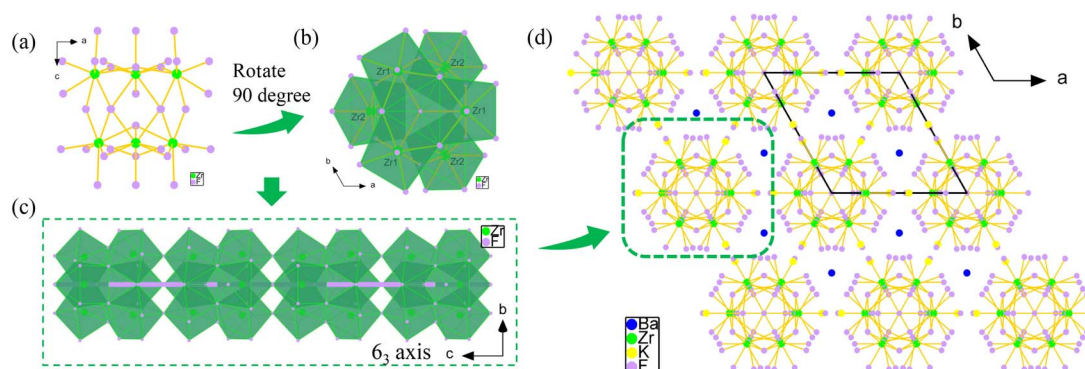 (a)
a
c
Zr
F
Rotate
90 degree
(b)
Zr1
Zr2
Zr2
Zr1
Zr1
Zr2
b
a
Zr
F
(c)
Zr
F
b
c
6₃ axis
(d)
b
a
Ba
Zr
K
F